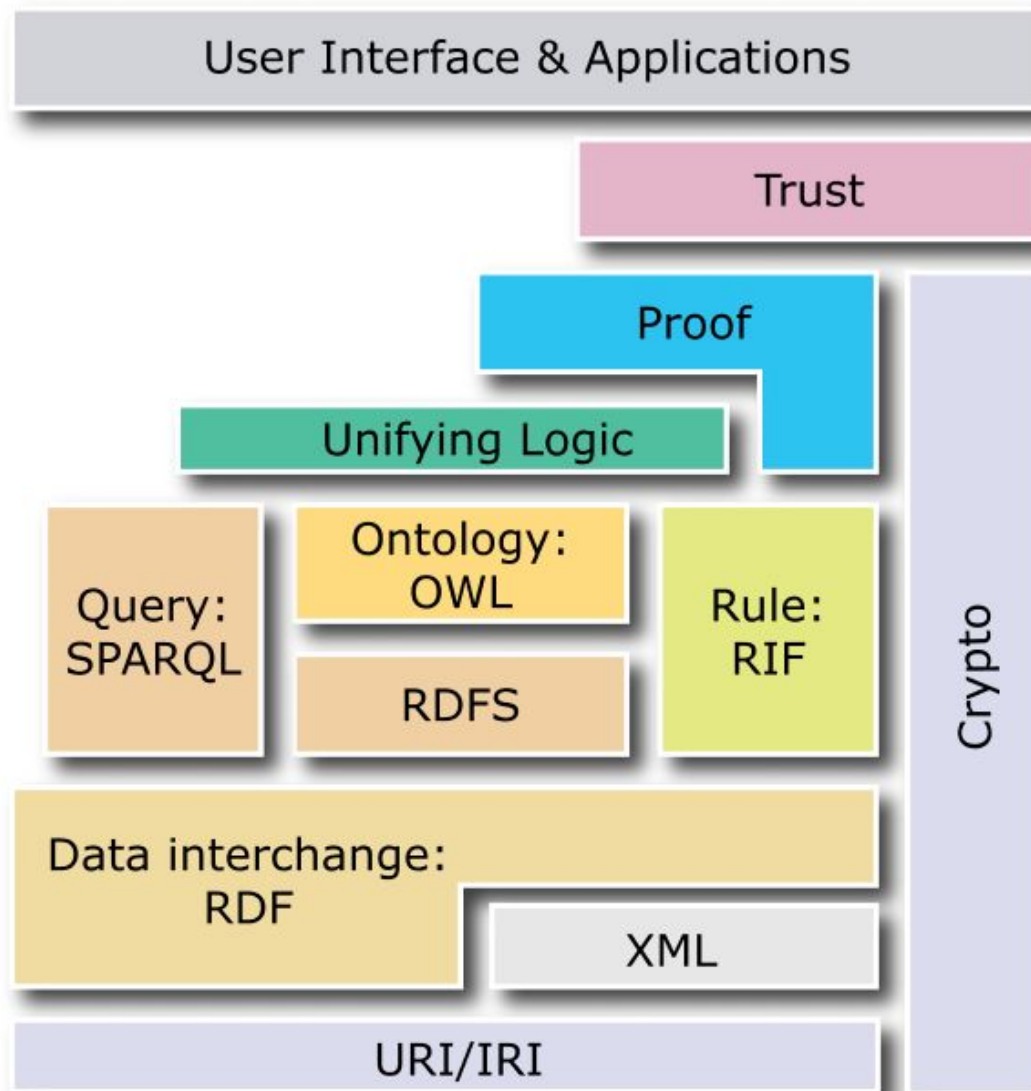 User Interface & Applications
Trust
Proof
Unifying Logic
Query:
SPARQL
Ontology:
OWL
RDFS
Rule:
RIF
Crypto
Data interchange:
RDF
XML
URI/IRI